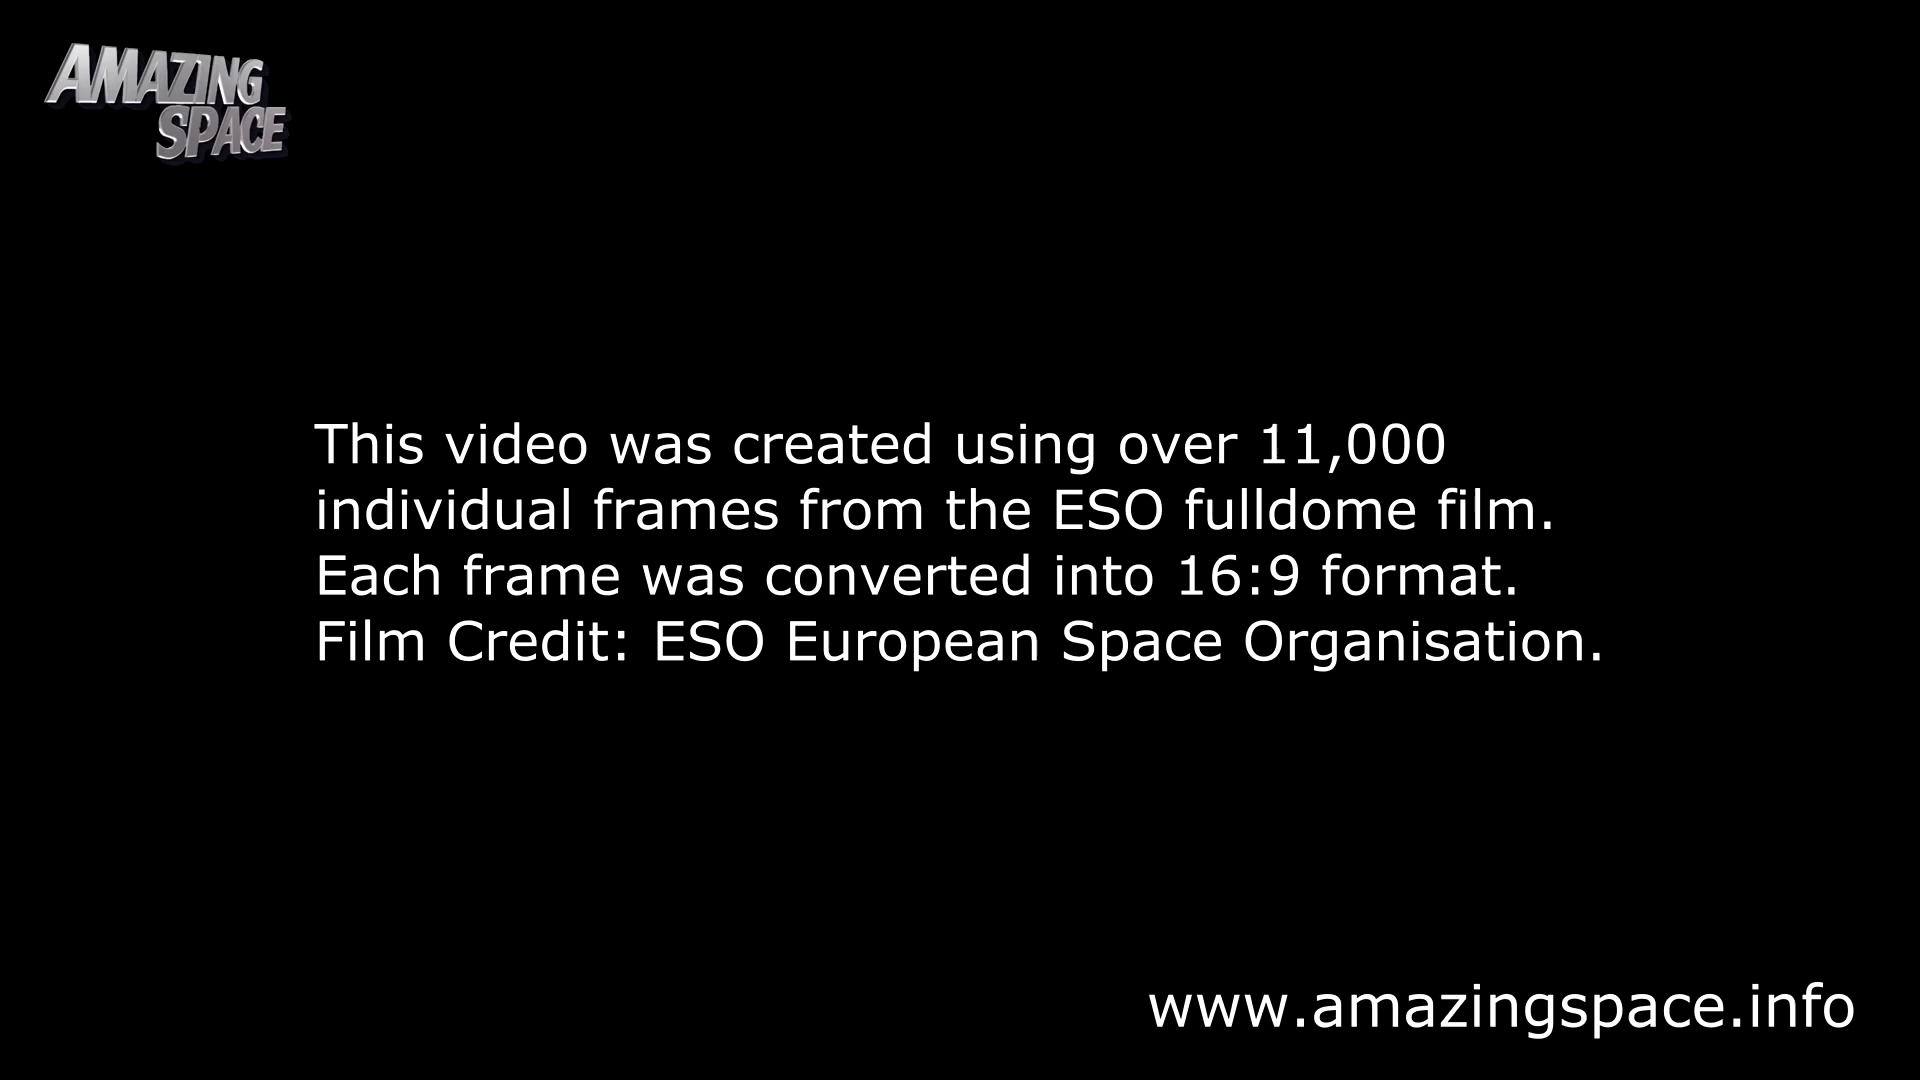 AMAZING
SPACE
This video was created using over 11,000
individual frames from the ESO fulldome film.
Each frame was converted into 16:9 format.
Film Credit: ESO European Space Organisation.
www.amazingspace.info